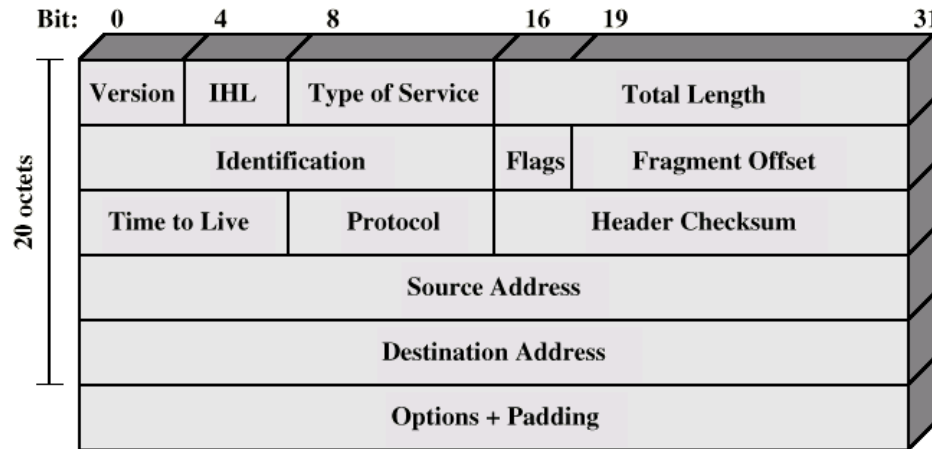 Bit: 0 4 8 16 19 31
Version IHL Type of Service Total Length
Identification Flags Fragment Offset
20 octets
Time to Live Protocol Header Checksum
Source Address
Destination Address
Options + Padding